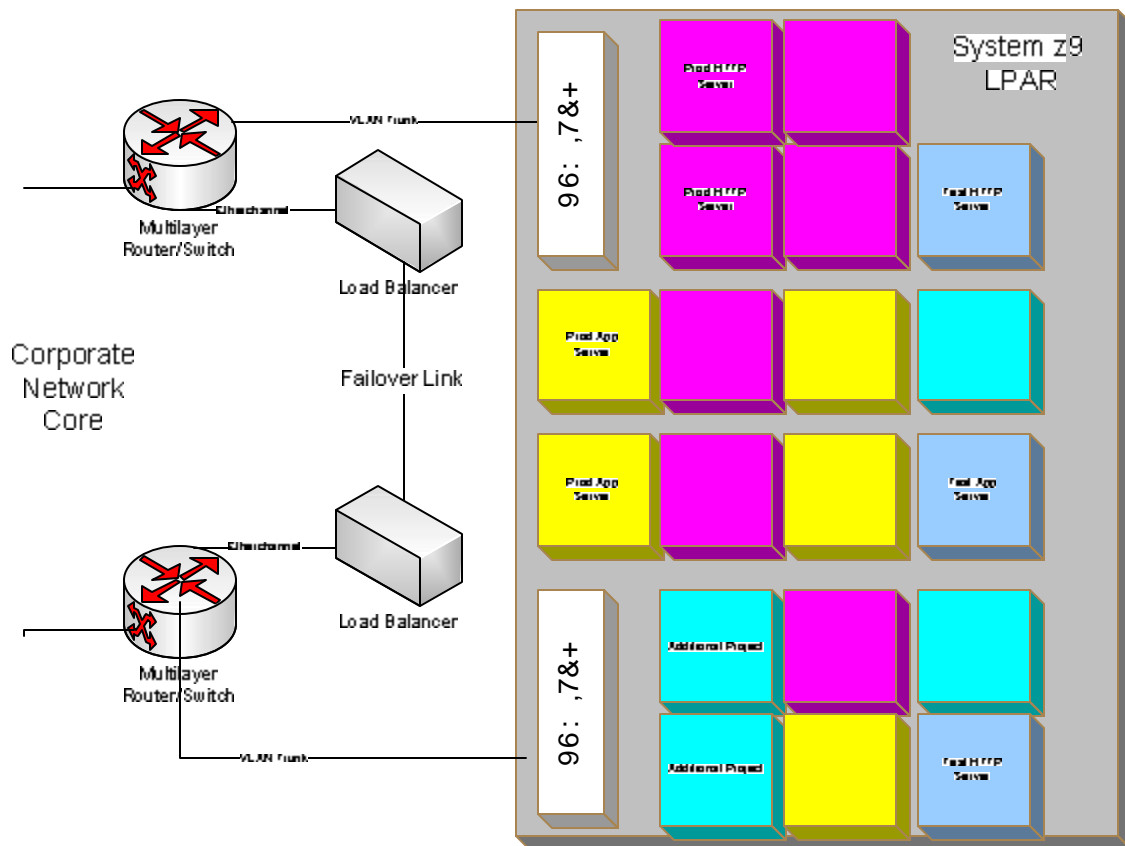 System z9
LPAR
96: ,7&+
Prod HTTP
Server
VLAN Trunk
Prod HTTP
Server
Test HTTP
Server
Etherchannel
Multilayer
Router/Switch
Load Balancer
Prod App
Server
Corporate
Network
Core
Failover Link
Prod App
Server
Test App
Server
Etherchannel
Load Balancer
Multilayer
Router/Switch
96: ,7&+
Additional Project
VLAN Trunk
Additional Project
Test HTTP
Server